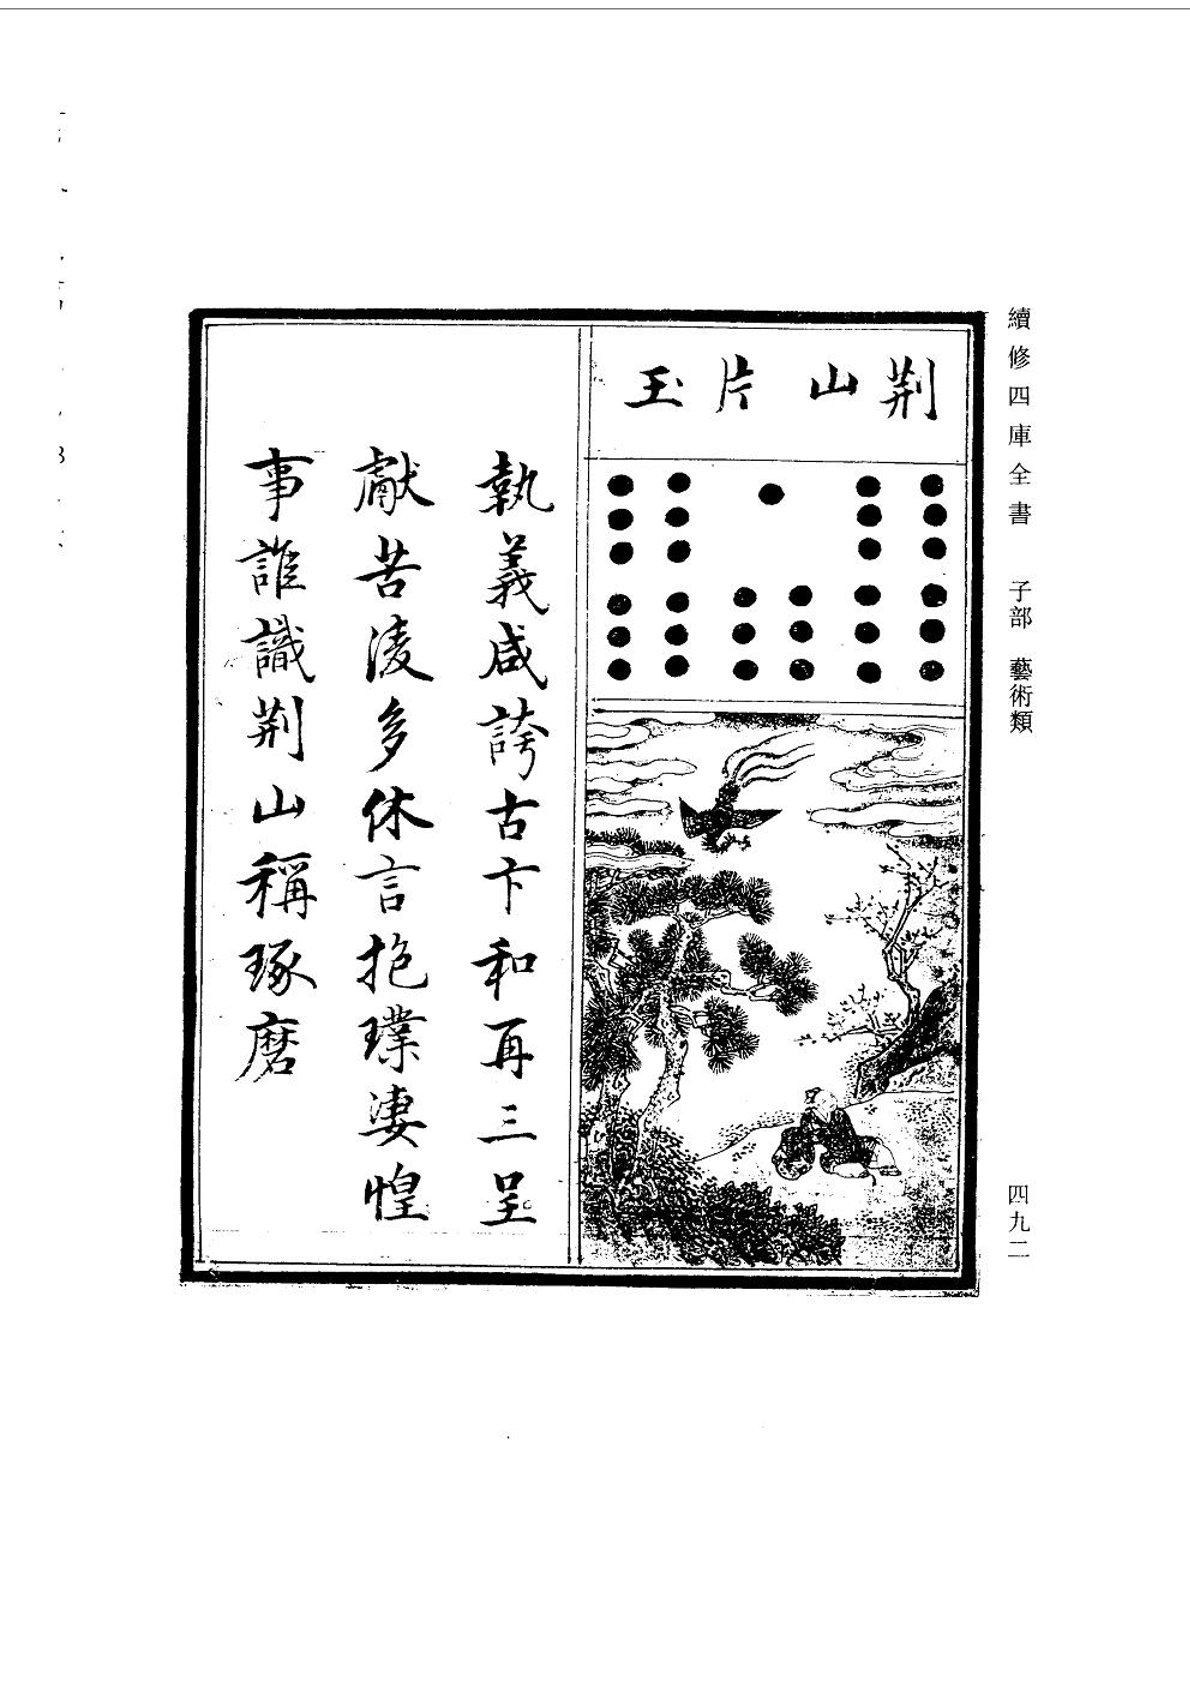 續修四庫全書 子部 藝術類
四九二
荆山片玉
執義咸誇古卞和再三呈
獻苦淩多休言抱璞淒惶
事誰識荆山稱琢磨